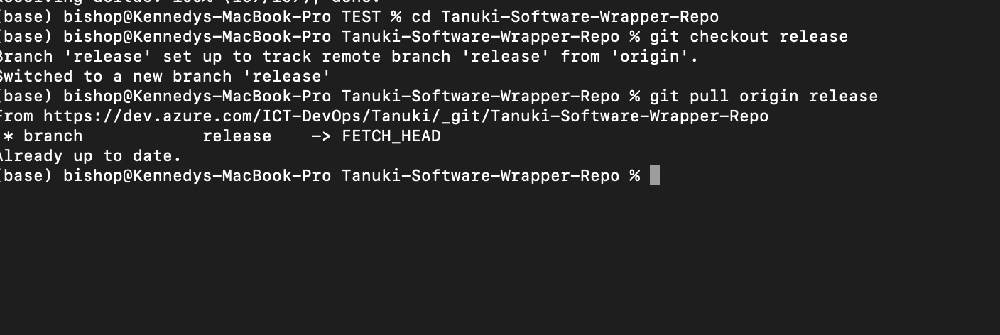 (base) bishop@Kennedys-MacBook-Pro TEST % cd Tanuki-Software-Wrapper-Repo
(base) bishop@Kennedys-MacBook-Pro Tanuki-Software-Wrapper-Repo % git checkout release
Branch 'release' set up to track remote branch 'release' from 'origin'.
Switched to a new branch 'release'
(base) bishop@Kennedys-MacBook-Pro Tanuki-Software-Wrapper-Repo % git pull origin release
From https://dev.azure.com/ICT-DevOps/Tanuki/_git/Tanuki-Software-Wrapper-Repo
 * branch            release    -> FETCH_HEAD
Already up to date.
(base) bishop@Kennedys-MacBook-Pro Tanuki-Software-Wrapper-Repo %